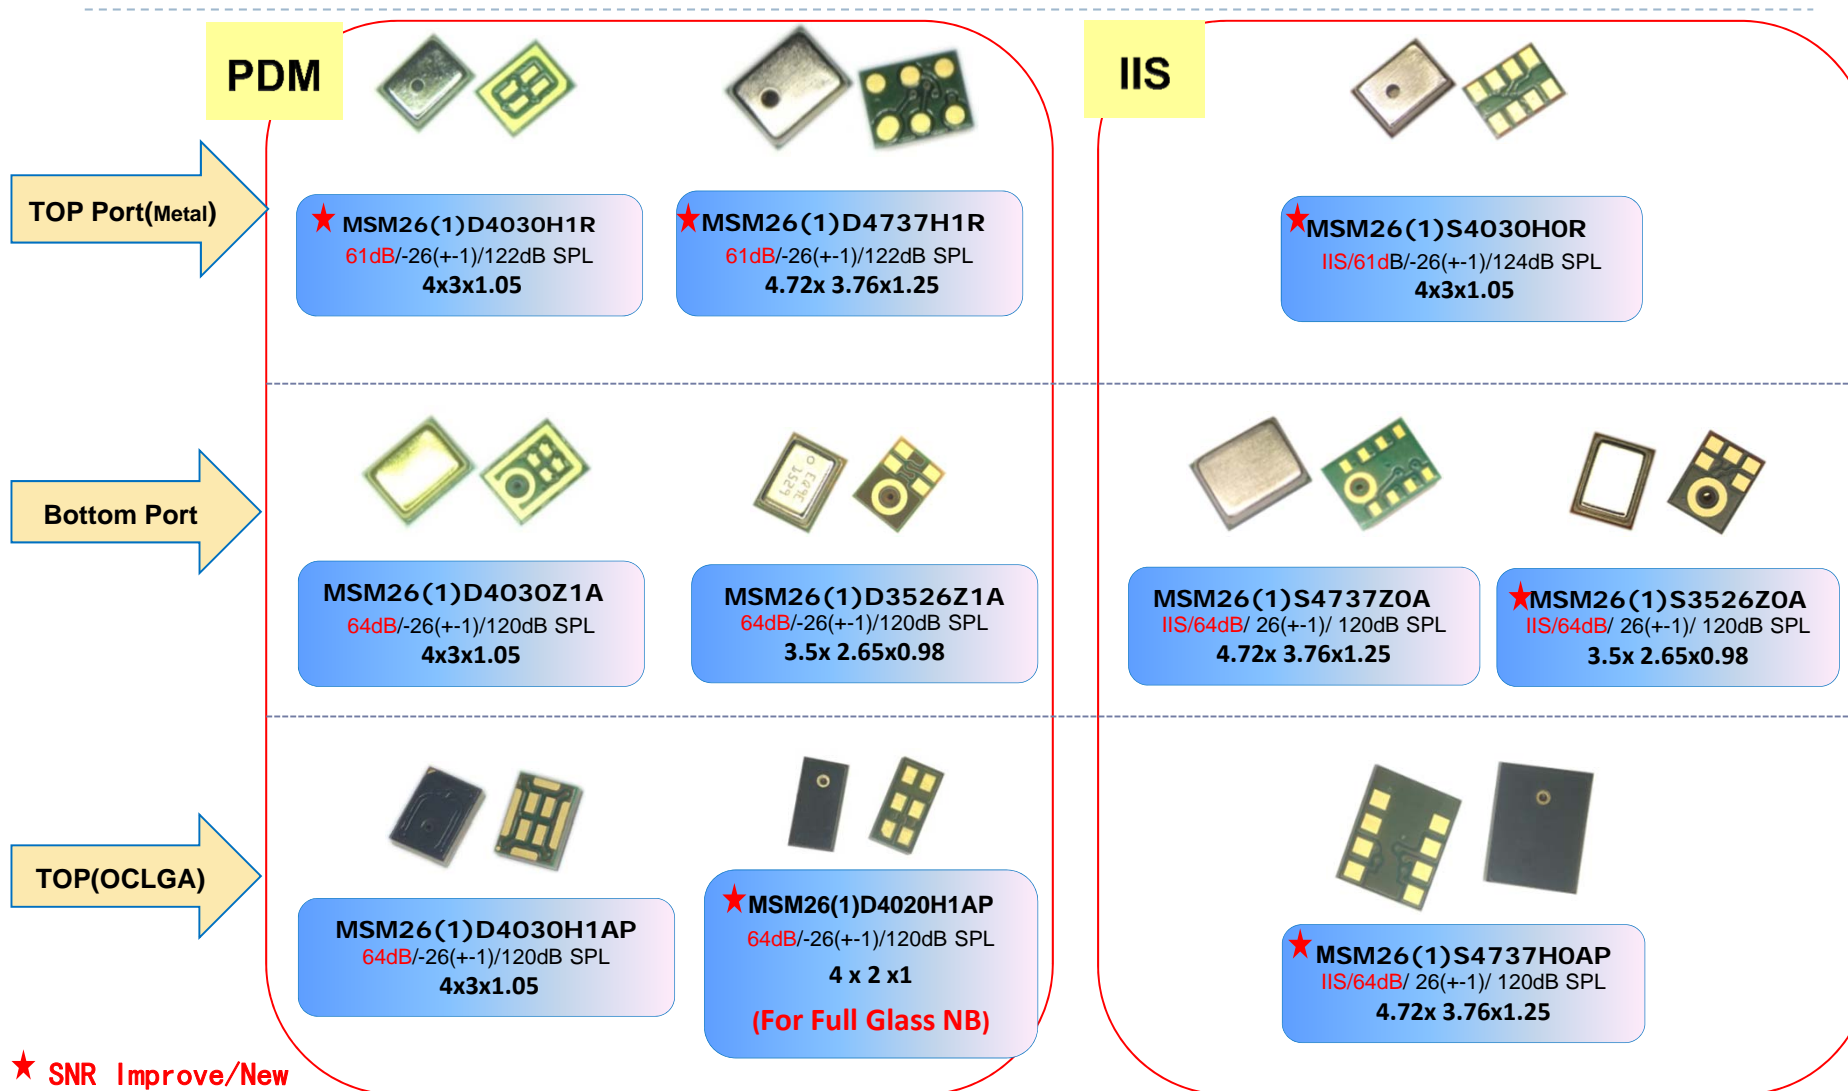 PDM
IIS
TOP Port(Metal)
MSM26(1)D4030H1R
61dB/-26(+-1)/122dB SPL
4x3x1.05
MSM26(1)D4737H1R
61dB/-26(+-1)/122dB SPL
4.72x 3.76x1.25
MSM26(1)S4030H0R
IIS/61dB/-26(+-1)/124dB SPL
4x3x1.05
1529
Bottom Port
MSM26(1)D4030Z1A
64dB/-26(+-1)/120dB SPL
4x3x1.05
MSM26(1)D3526Z1A
64dB/-26(+-1)/120dB SPL
3.5x 2.65x0.98
MSM26(1)S4737Z0A
IIS/64dB/ 26(+-1)/ 120dB SPL
4.72x 3.76x1.25
MSM26(1)S3526Z0A
IIS/64dB/ 26(+-1)/ 120dB SPL
3.5x 2.65x0.98
TOP(OCLGA)
MSM26(1)D4030H1AP
64dB/-26(+-1)/120dB SPL
4x3x1.05
MSM26(1)D4020H1AP
64dB/-26(+-1)/120dB SPL
4 x 2 x1
(For Full Glass NB)
MSM26(1)S4737H0AP
IIS/64dB/ 26(+-1)/ 120dB SPL
4.72x 3.76x1.25
★ SNR Improve/New